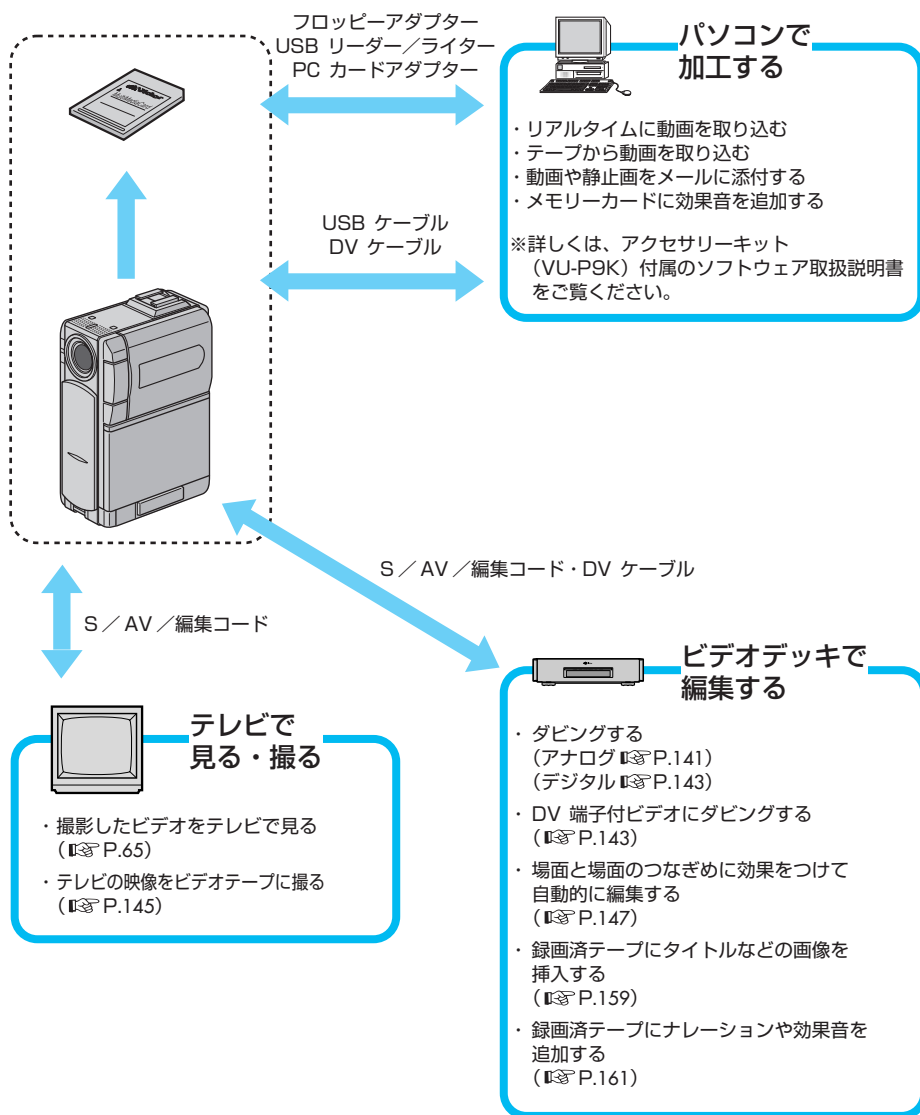 フロッピーアダプター
USB リーダー／ライター
PC カードアダプター
パソコンで
加工する
・リアルタイムに動画を取り込む
・テープから動画を取り込む
・動画や静止画をメールに添付する
・メモリーカードに効果音を追加する
※詳しくは、アクセサリーキット
（VU-P9K）付属のソフトウェア取扱説明書
をご覧ください。
USB ケーブル
DV ケーブル
S／AV／編集コード・DV ケーブル
S／AV／編集コード
テレビで
見る・撮る
・撮影したビデオをテレビで見る
（☞P.65）
・テレビの映像をビデオテープに撮る
（☞P.145）
ビデオデッキで
編集する
・ダビングする
（アナログ☞P.141）
（デジタル☞P.143）
・DV 端子付ビデオにダビングする
（☞P.143）
・場面と場面のつなぎめに効果をつけて
自動的に編集する
（☞P.147）
・録画済テープにタイトルなどの画像を
挿入する
（☞P.159）
・録画済テープにナレーションや効果音を
追加する
（☞P.161）